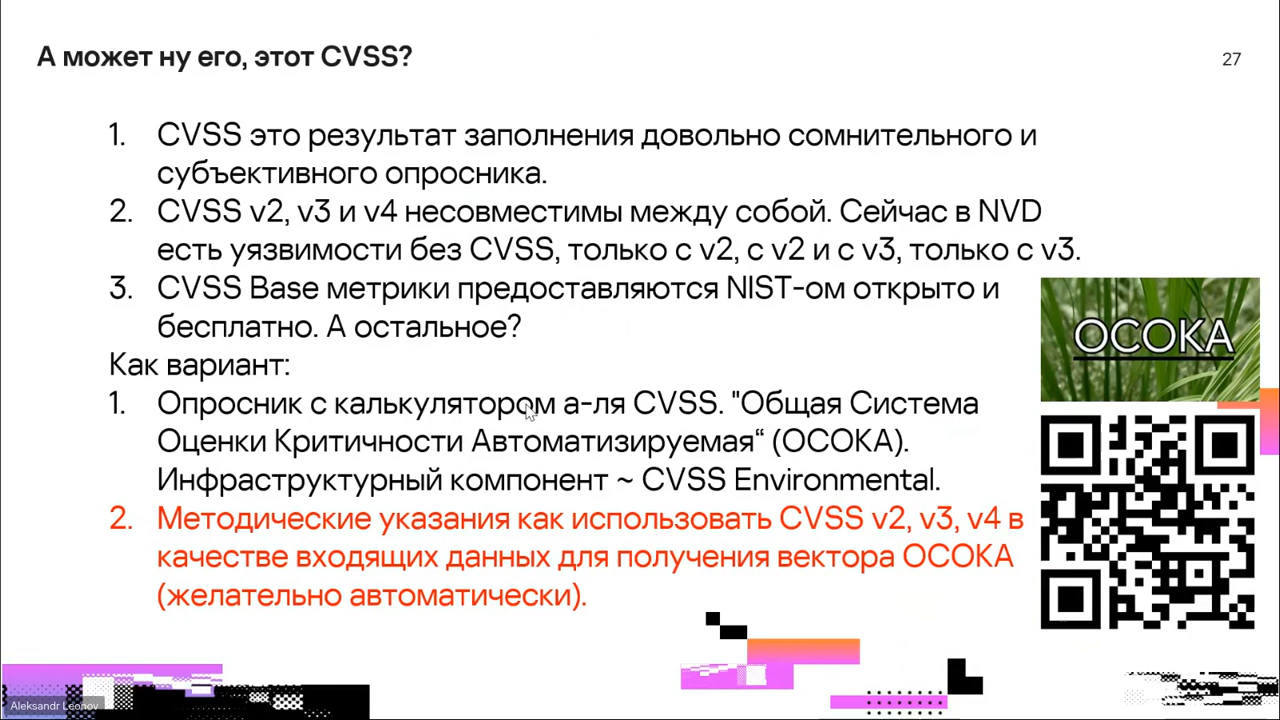 А может ну его, этот CVSS?
27
1. CVSS это результат заполнения довольно сомнительного и
субъективного опросника.
2. CVSS v2, v3 и v4 несовместимы между собой. Сейчас в NVD
есть уязвимости без CVSS, только с v2, с v2 и с v3, только с v3.
3. CVSS Base метрики предоставляются NIST-ом открыто и
бесплатно. А остальное?
Как вариант:
1. Опросник с калькулятором а-ля CVSS. "Общая Система
Оценки Критичности Автоматизируемая“ (ОСОКА).
Инфраструктурный компонент ~ CVSS Environmental.
2. Методические указания как использовать CVSS v2, v3, v4 в
качестве входящих данных для получения вектора ОСОКА
(желательно автоматически).
ОСОКА
Aleksandr Leonov